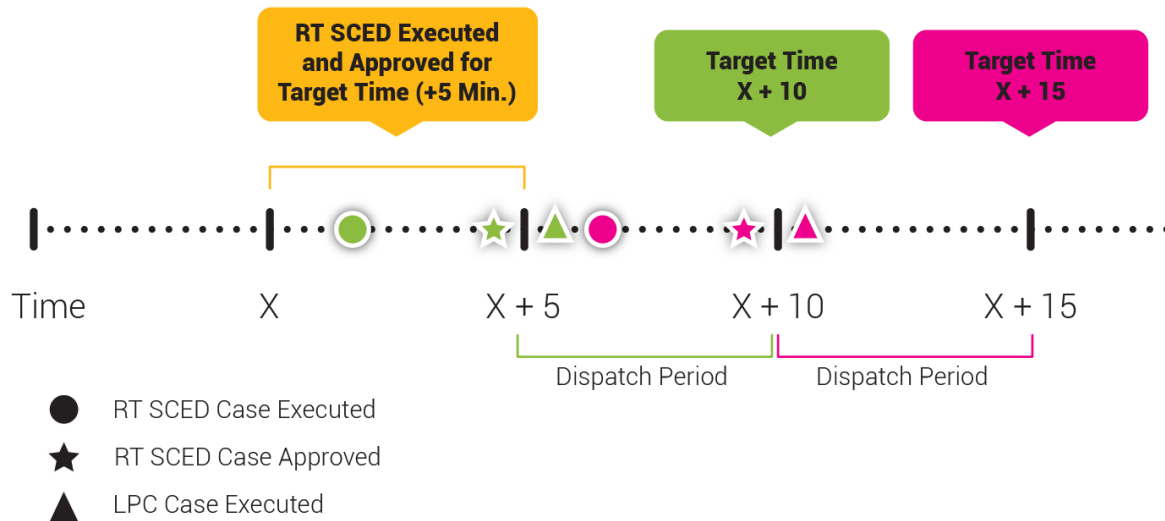 RT SCED Executed
and Approved for
Target Time (+5 Min.)
Target Time
X + 10
Target Time
X + 15
Time
X
X + 5
X + 10
X + 15
Dispatch Period
Dispatch Period
RT SCED Case Executed
RT SCED Case Approved
LPC Case Executed